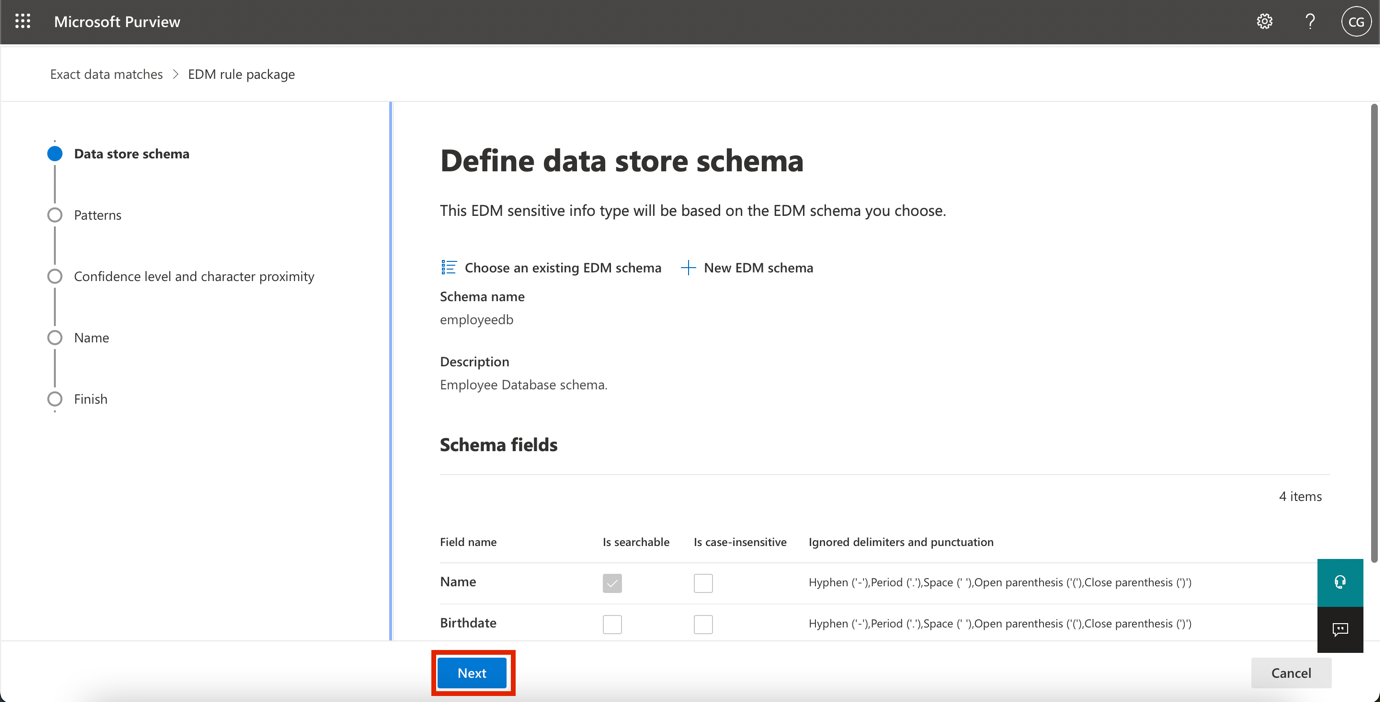 Microsoft Purview
?
CG
Exact data matches > EDM rule package
Data store schema
Patterns
Confidence level and character proximity
Name
Finish
Define data store schema
This EDM sensitive info type will be based on the EDM schema you choose.
Choose an existing EDM schema
New EDM schema
Schema name
employeedb
Description
Employee Database schema.
Schema fields
4 items
Field name Is searchable Is case-insensitive Ignored delimiters and punctuation
Name Hyphen ('-'),Period ('.'),Space (' '),Open parenthesis ('('),Close parenthesis (')')
Birthdate Hyphen ('-'),Period ('.'),Space (' '),Open parenthesis ('('),Close parenthesis (')')
Next
Cancel